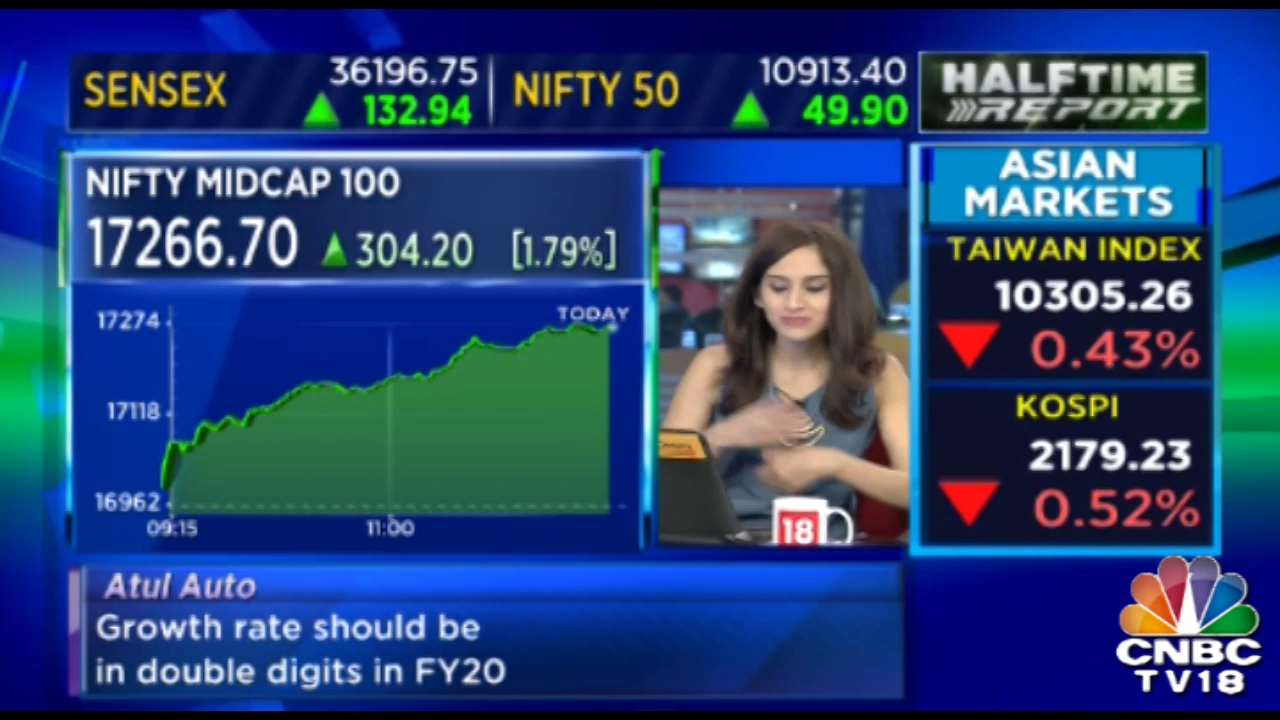 SENSEX 36196.75
132.94
NIFTY 50 10913.40
49.90
HALFTIME
REPORT
NIFTY MIDCAP 100
17266.70 304.20 [1.79%]
TODAY
17274
17118
16962
09:15 11:00
18
ASIAN
MARKETS
TAIWAN INDEX
10305.26
0.43%
KOSPI
2179.23
0.52%
Atul Auto
Growth rate should be
in double digits in FY20
CNBC
TV18